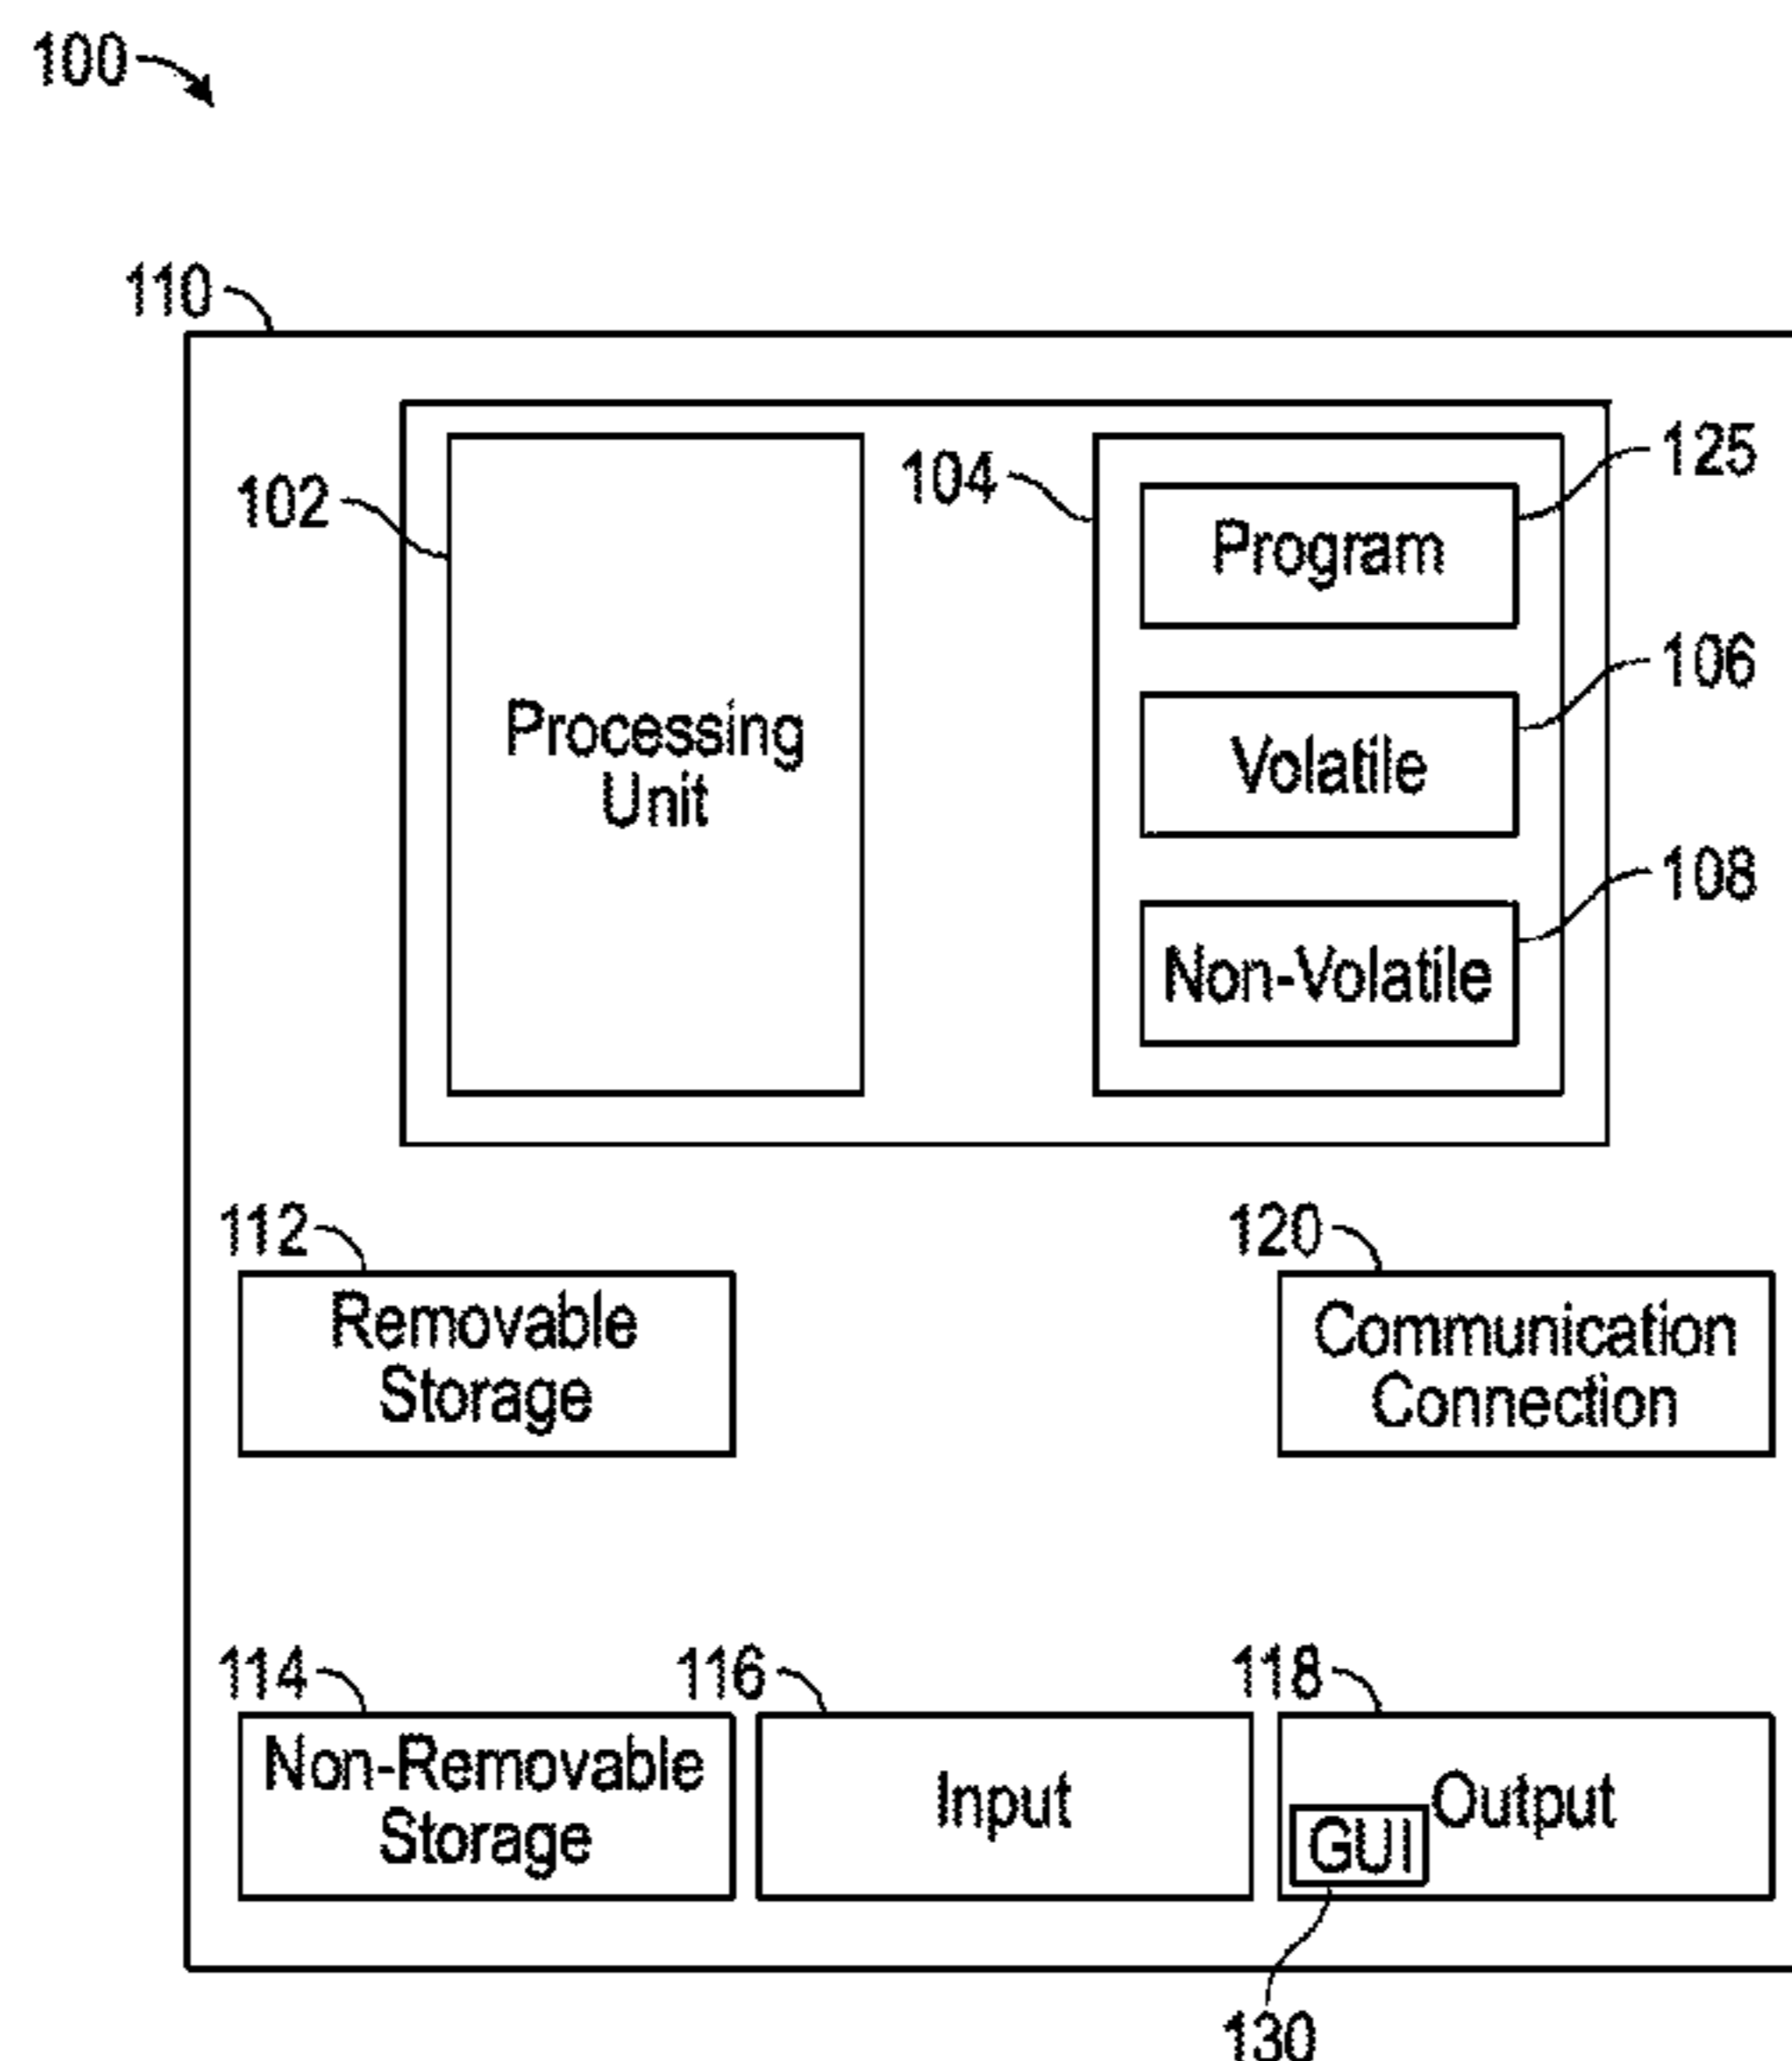 100
110
102
104
125
Program
106
Processing
Unit
Volatile
108
Non-Volatile
112
120
Removable
Storage
Communication
Connection
114
116
118
Non-Removable
Storage
Input
Output
GUI
130